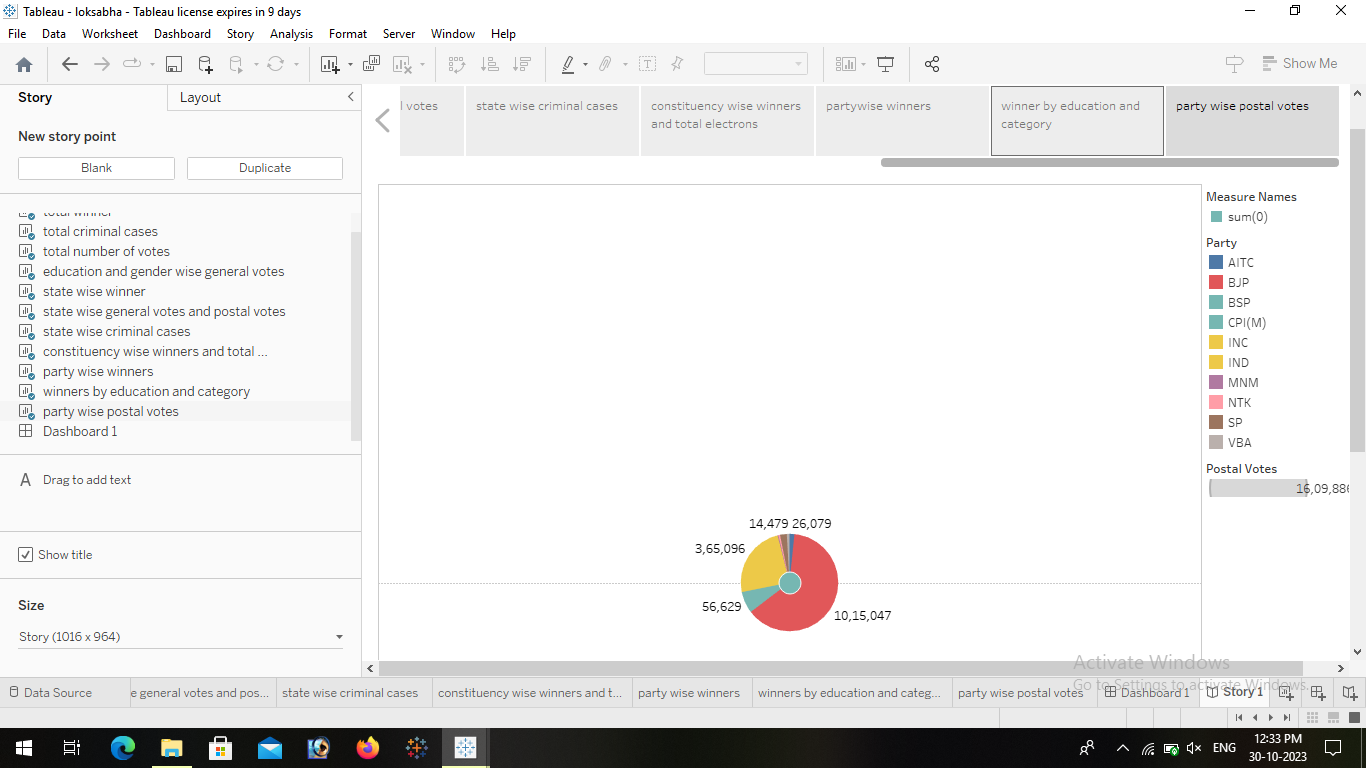 Tableau - loksabha - Tableau license expires in 9 days
File Data Worksheet Dashboard Story Analysis Format Server Window Help
Show Me
Story Layout
New story point
Blank Duplicate
total winner
total criminal cases
total number of votes
education and gender wise general votes
state wise winner
state wise general votes and postal votes
state wise criminal cases
constituency wise winners and total ...
party wise winners
winners by education and category
party wise postal votes
Dashboard 1
A Drag to add text
Show title
Size
Story (1016 x 964)
l votes
state wise criminal cases
constituency wise winners
and total electrons
partywise winners
winner by education and
category
party wise postal votes
14,479 26,079
3,65,096
56,629
10,15,047
Measure Names
sum(0)
Party
AITC
BJP
BSP
CPI(M)
INC
IND
MNM
NTK
SP
VBA
Postal Votes
16,09,886
Activate Windows
Go to Settings to activate Windows.
Data Source
e general votes and pos...
state wise criminal cases
constituency wise winners and t...
party wise winners
winners by education and categ...
party wise postal votes
Dashboard 1
Story 1
ENG
12:33 PM
30-10-2023